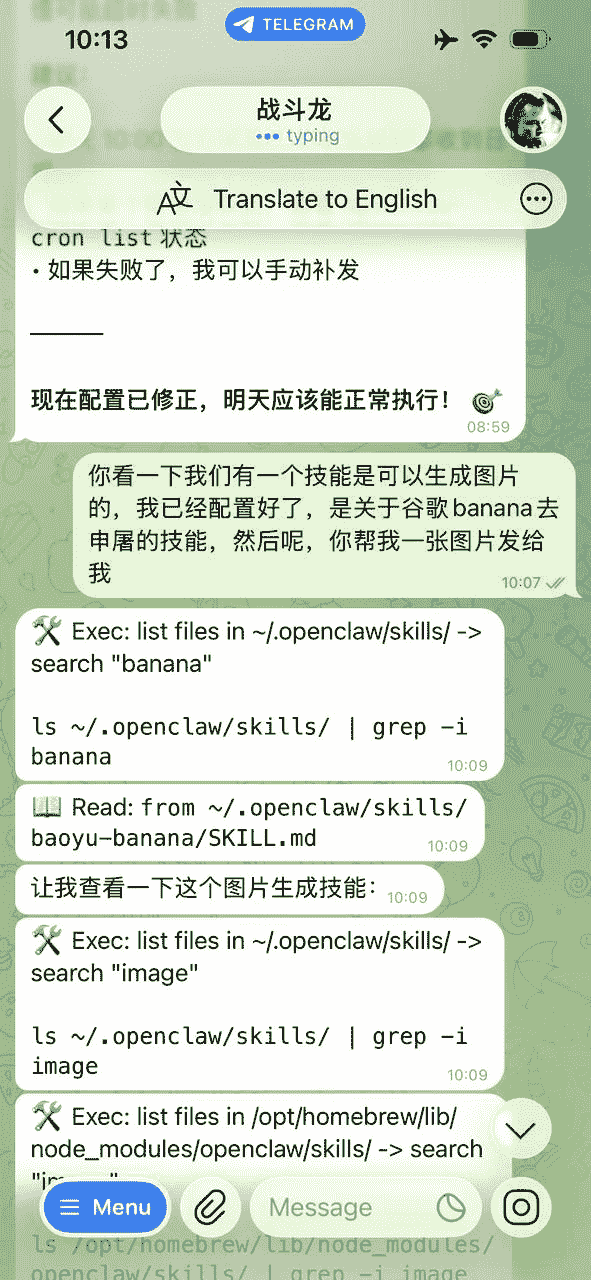 10:13
TELEGRAM
战斗龙
typing
Translate to English
cron list 状态
• 如果失败了，我可以手动补发
现在配置已修正，明天应该能正常执行！
08:59
你看一下我们有一个技能是可以生成图片
的，我已经配置好了，是关于谷歌banana去
申屠的技能，然后呢，你帮我一张图片发给
我
10:07
Exec: list files in ~/.openclaw/skills/ ->
search "banana"
ls ~/.openclaw/skills/ | grep -i
banana
10:09
Read: from ~/.openclaw/skills/
baoyu-banana/SKILL.md
10:09
让我查看一下这个图片生成技能：
10:09
Exec: list files in ~/.openclaw/skills/ ->
search "image"
ls ~/.openclaw/skills/ | grep -i
image
10:09
Exec: list files in /opt/homebrew/lib/
node_modules/openclaw/skills/ -> search
Menu
Message
ls /opt/homebrew/lib/node_modules/
openclaw/skills/ | grep -i image